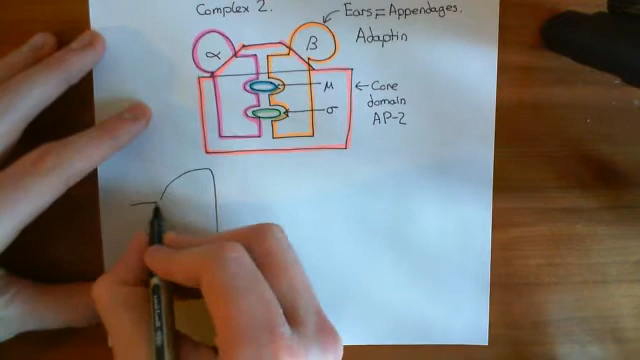 Complex 2.
Ears = Appendages.
Adaptin
α
β
μ
σ
← Core
domain
AP-2